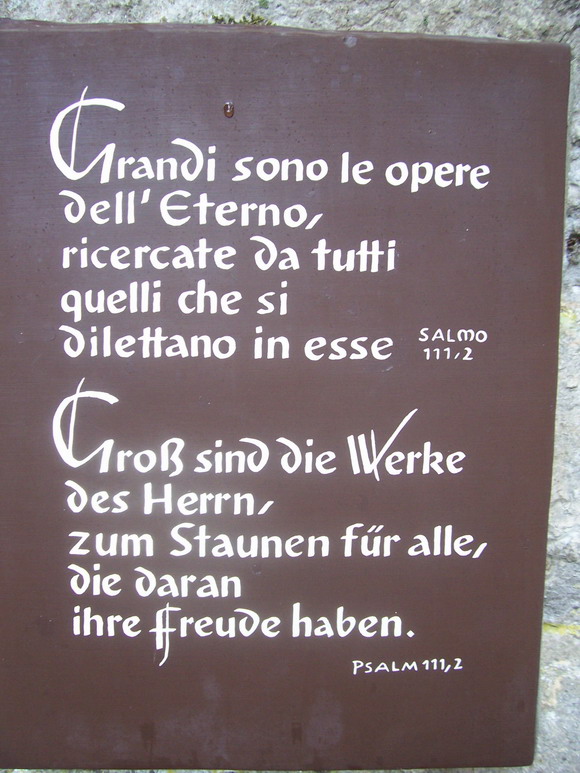 Grandi sono le opere
dell'Eterno,
ricercate da tutti
quelli che si
dilettano in esse
SALMO
111,2
Groß sind die Werke
des Herrn,
zum Staunen für alle,
die daran
ihre Freude haben.
PSALM 111,2